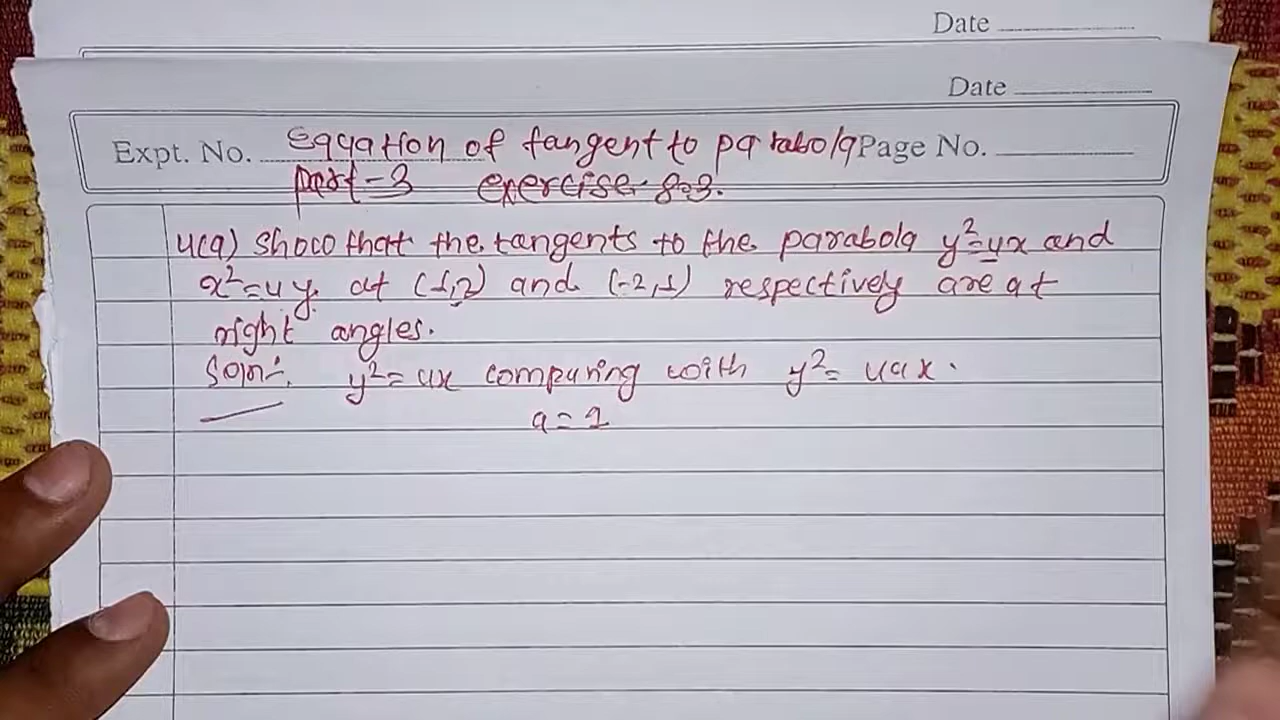 Date
Date
Expt. No. Equation of tangent to parabola Page No.
Part-3 exercise 8.3.
4(a) Show that the tangents to the parabola y²=4x and
x²=4y. at (1,2) and (-2,1) respectively are at
right angles.
Soln:. y²=4x comparing with y²= 4ax.
a=1